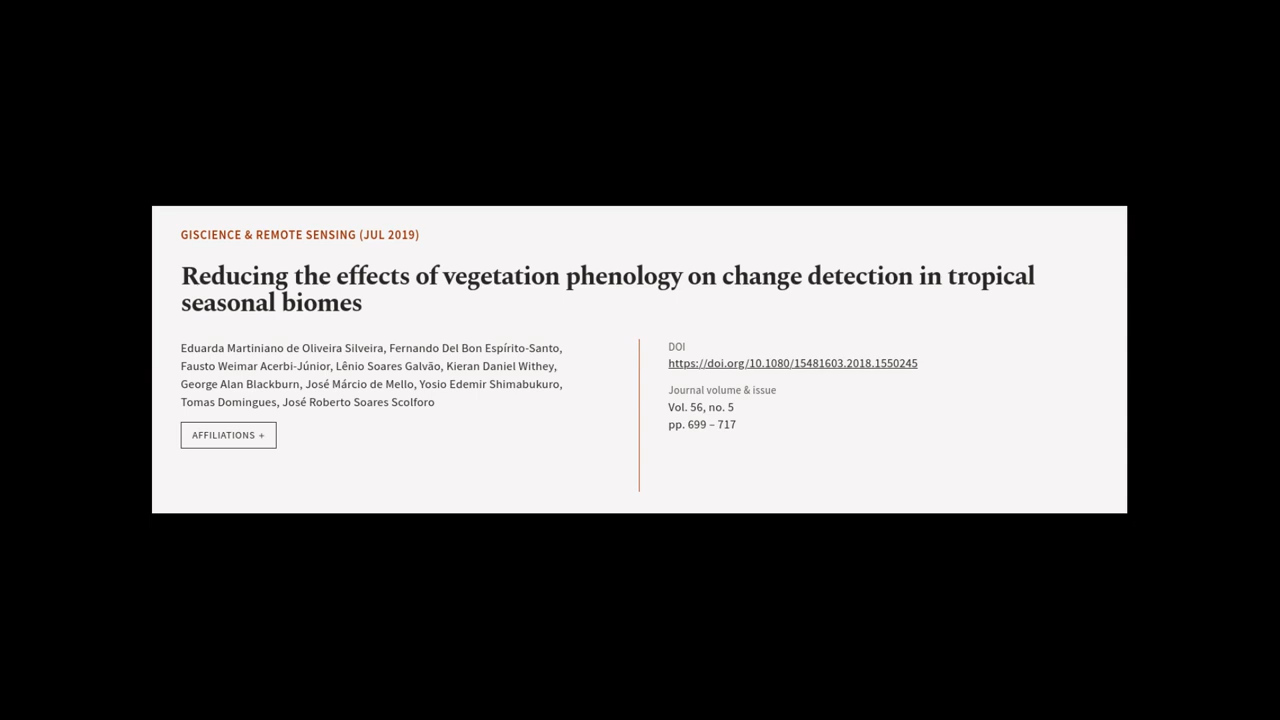 GISCIENCE & REMOTE SENSING (JUL 2019)
Reducing the effects of vegetation phenology on change detection in tropical
seasonal biomes
Eduarda Martiniano de Oliveira Silveira, Fernando Del Bon Espírito-Santo,
Fausto Weimar Acerbi-Júnior, Lênio Soares Galvão, Kieran Daniel Withey,
George Alan Blackburn, José Márcio de Mello, Yosio Edemir Shimabukuro,
Tomas Domingues, José Roberto Soares Scolforo
AFFILIATIONS +
DOI
https://doi.org/10.1080/15481603.2018.1550245
Journal volume & issue
Vol. 56, no. 5
pp. 699 – 717